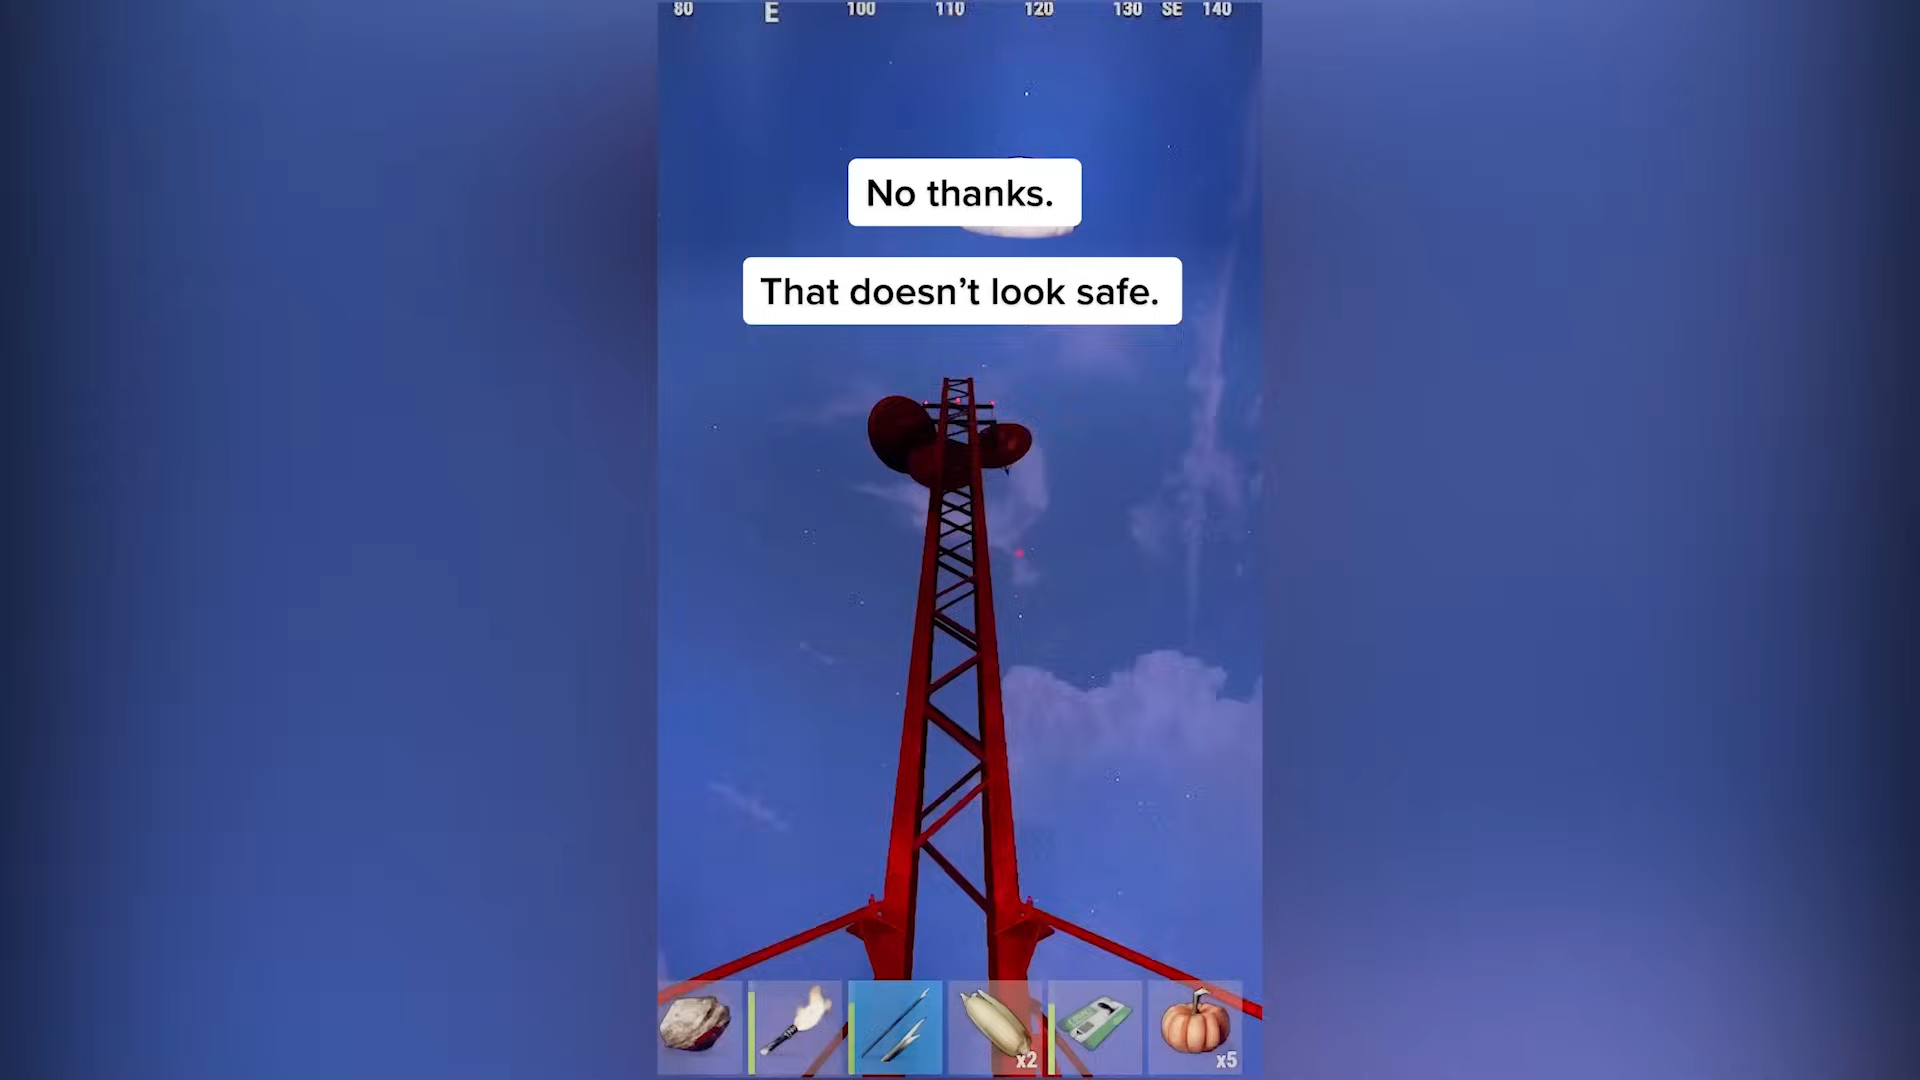 80 E 100 110 120 130 SE 140
No thanks.
That doesn’t look safe.
x2
x5